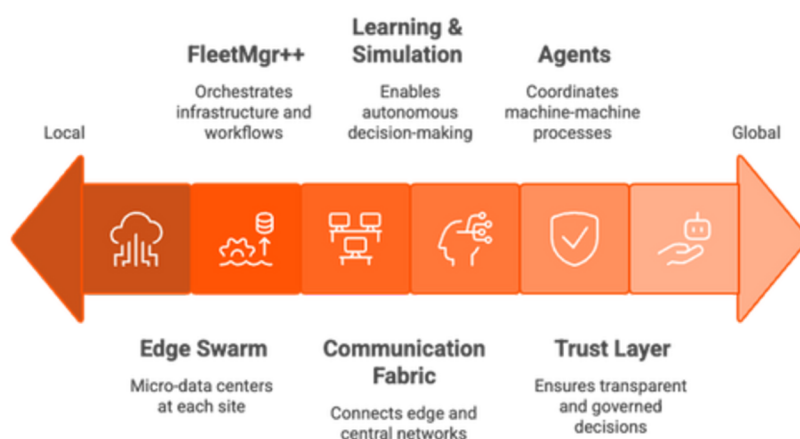 Local
FleetMgr++
Orchestrates
infrastructure and
workflows
Learning &
Simulation
Enables
autonomous
decision-making
Agents
Coordinates
machine-machine
processes
Global
Edge Swarm
Micro-data centers
at each site
Communication
Fabric
Connects edge and
central networks
Trust Layer
Ensures transparent
and governed
decisions